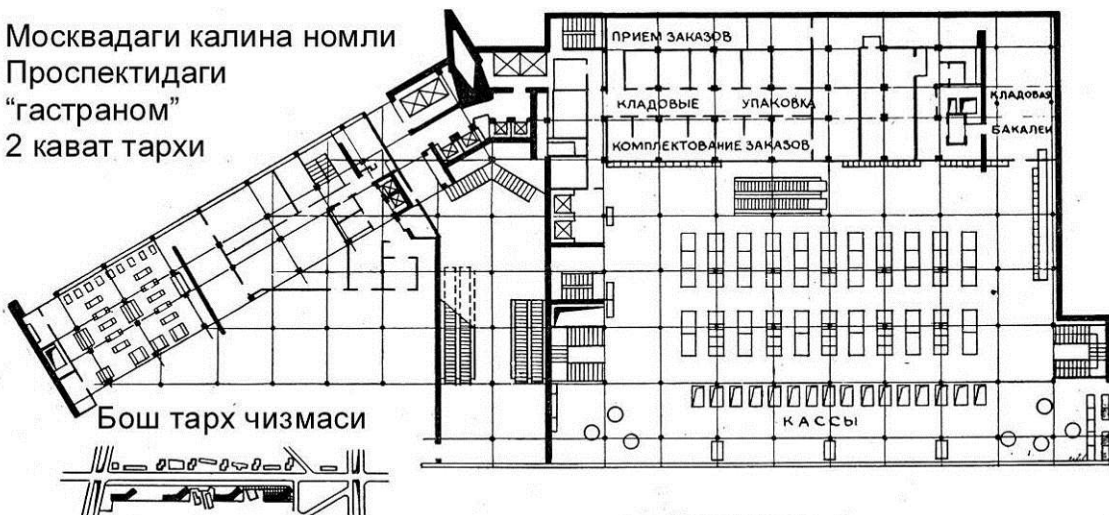 Москвадаги калина номли
Проспектидаги
“гастраном”
2 кават тархи
ПРИЕМ ЗАКАЗОВ
КЛАДОВЫЕ УПАКОВКА
КОМПЛЕКТОВАНИЕ ЗАКАЗОВ
КЛАДОВАЯ
БАКАЛЕИ
КАССЫ
Бош тарх чизмаси